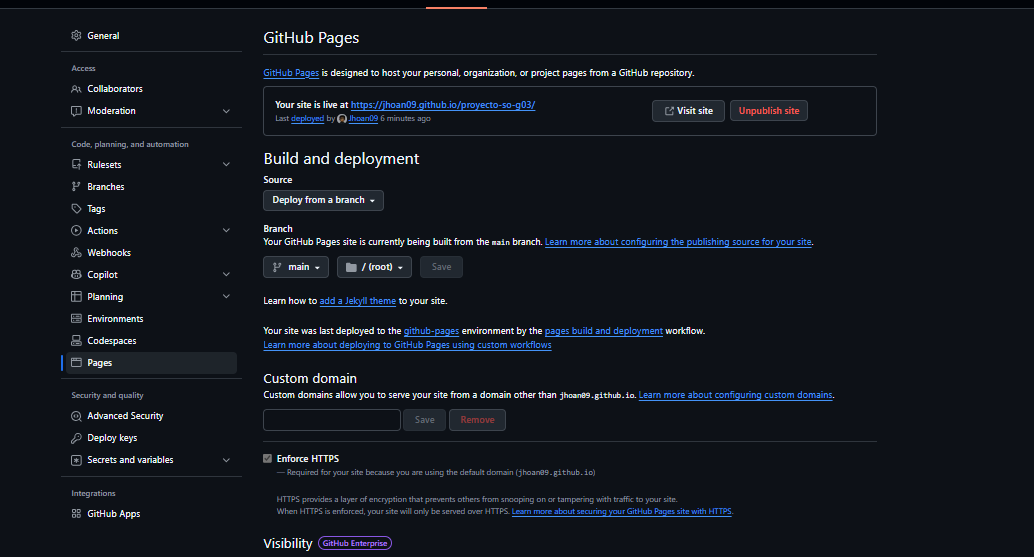 General
Access
Collaborators
Moderation
Code, planning, and automation
Rulesets
Branches
Tags
Actions
Webhooks
Copilot
Planning
Environments
Codespaces
Pages
Security and quality
Advanced Security
Deploy keys
Secrets and variables
Integrations
GitHub Apps
GitHub Pages
GitHub Pages is designed to host your personal, organization, or project pages from a GitHub repository.
Your site is live at https://jhoan09.github.io/proyecto-so-g03/
Last deployed by Jhoan09 6 minutes ago
Visit site
Unpublish site
Build and deployment
Source
Deploy from a branch
Branch
Your GitHub Pages site is currently being built from the main branch. Learn more about configuring the publishing source for your site.
main
/ (root)
Save
Learn how to add a Jekyll theme to your site.
Your site was last deployed to the github-pages environment by the pages build and deployment workflow.
Learn more about deploying to GitHub Pages using custom workflows
Custom domain
Custom domains allow you to serve your site from a domain other than jhoan09.github.io. Learn more about configuring custom domains.
Save
Remove
Enforce HTTPS
— Required for your site because you are using the default domain (jhoan09.github.io)
HTTPS provides a layer of encryption that prevents others from snooping on or tampering with traffic to your site.
When HTTPS is enforced, your site will only be served over HTTPS. Learn more about securing your GitHub Pages site with HTTPS.
Visibility GitHub Enterprise